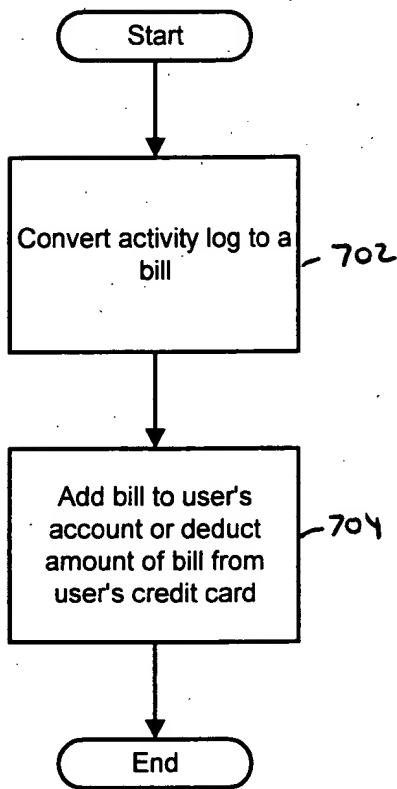 Start
Convert activity log to a
bill
702
Add bill to user's
account or deduct
amount of bill from
user's credit card
704
End